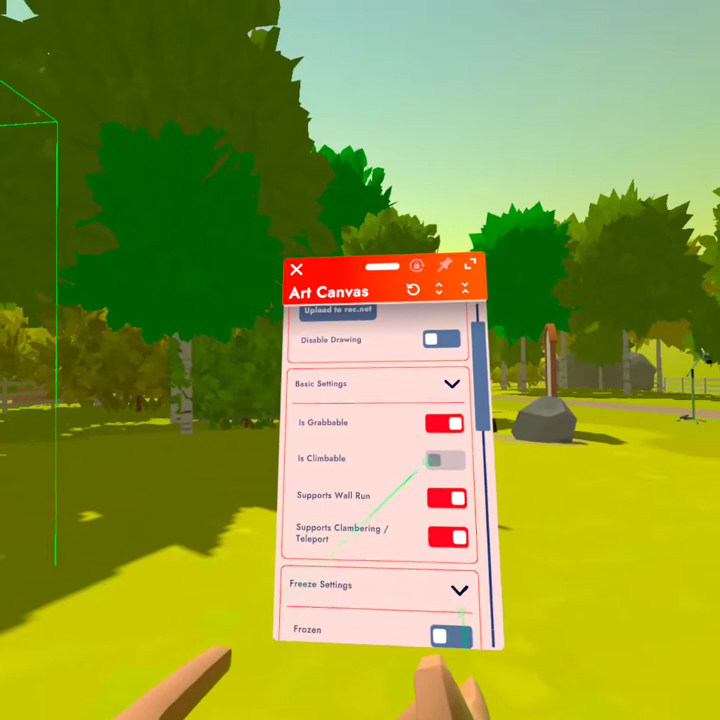 Art Canvas
Upload to rec.net
Disable Drawing
Basic Settings
Is Grabbable
Is Climbable
Supports Wall Run
Supports Clambering /
Teleport
Freeze Settings
Frozen